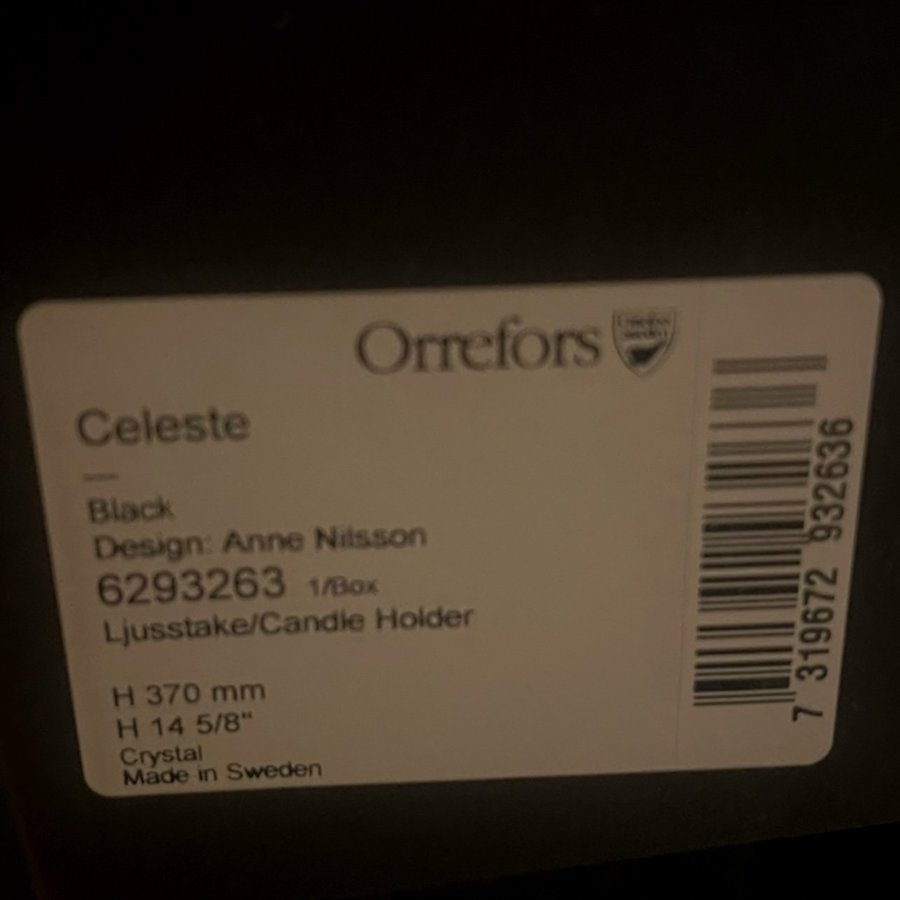 Orrefors
Celeste
Black
Design: Anne Nilsson
6293263 1/Box
Ljusstake/Candle Holder
H 370 mm
H 14 5/8"
Crystal
Made in Sweden
7 319672 932636